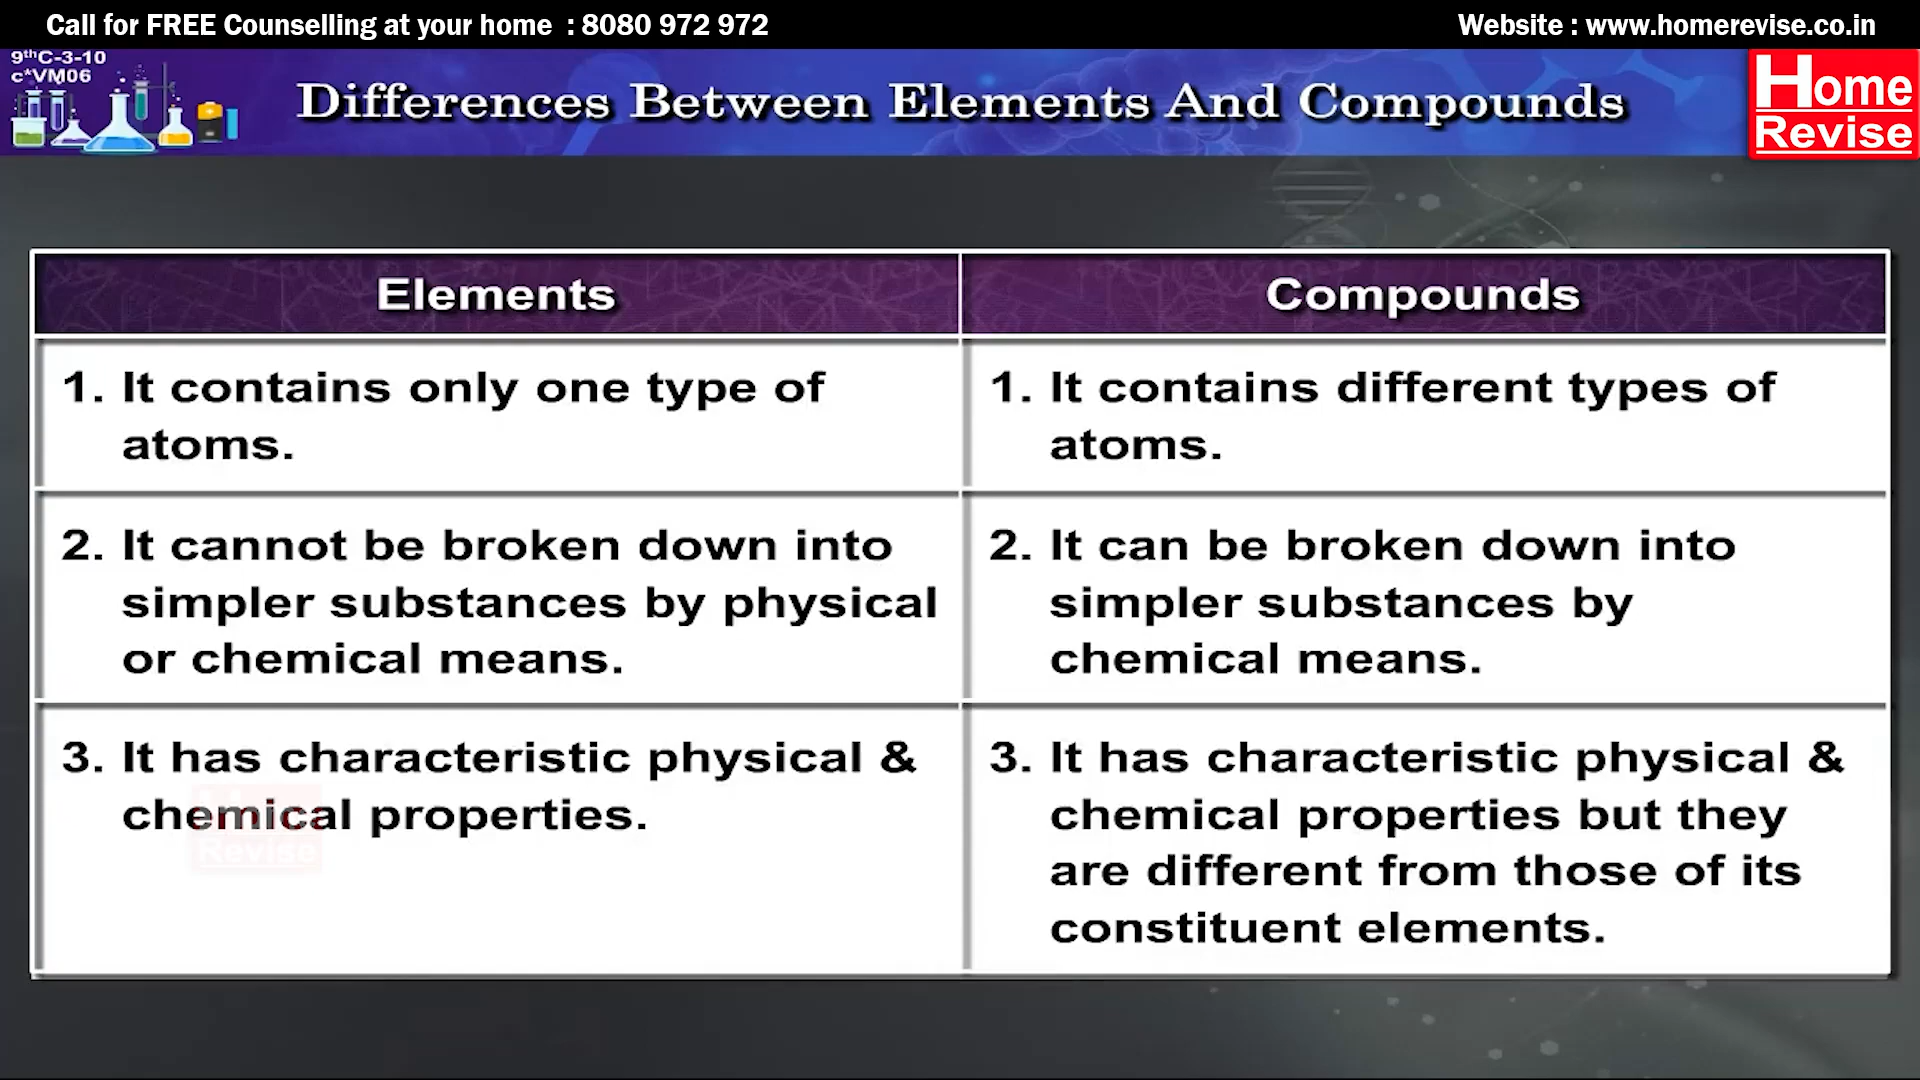 Call for FREE Counselling at your home : 8080 972 972
Website : www.homerevise.co.in
9thC-3-10
c*VM06
Differences Between Elements And Compounds
Home
Revise
Elements
Compounds
1. It contains only one type of
atoms.
1. It contains different types of
atoms.
2. It cannot be broken down into
simpler substances by physical
or chemical means.
2. It can be broken down into
simpler substances by
chemical means.
3. It has characteristic physical &
chemical properties.
Revise
3. It has characteristic physical &
chemical properties but they
are different from those of its
constituent elements.